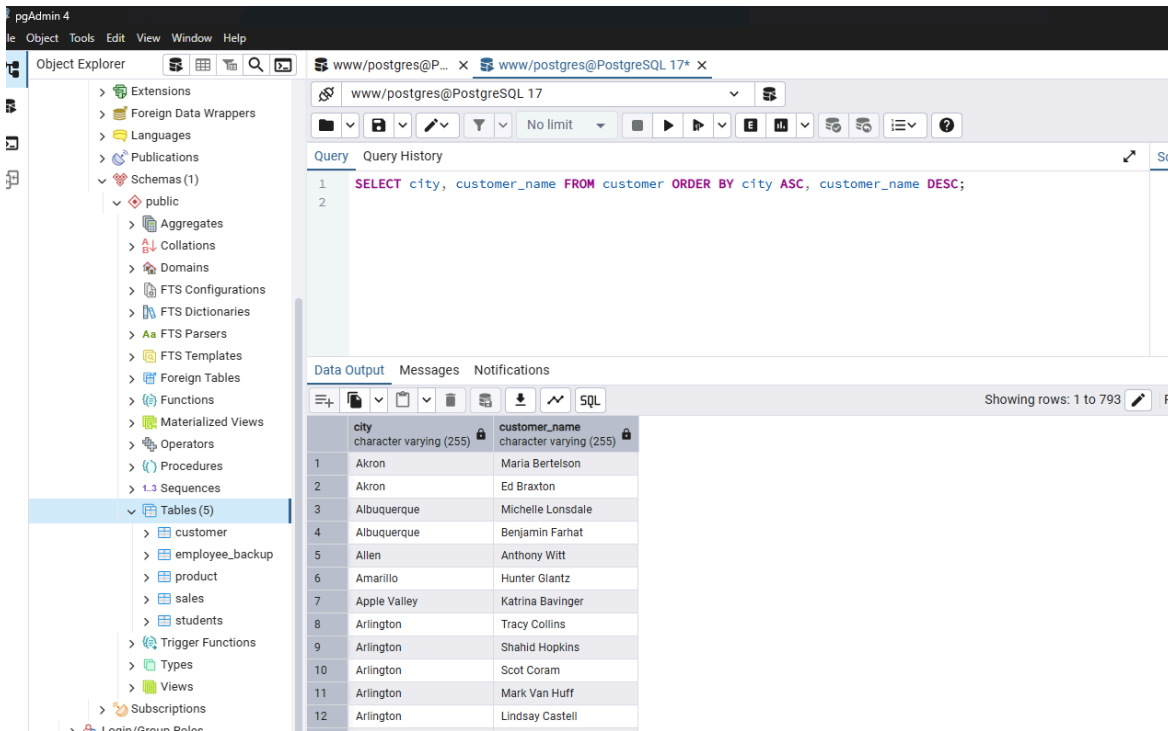 pgAdmin 4
le Object Tools Edit View Window Help
Object Explorer
www/postgres@P... www/postgres@PostgreSQL 17*
Extensions
Foreign Data Wrappers
Languages
Publications
Schemas (1)
public
Aggregates
Collations
Domains
FTS Configurations
FTS Dictionaries
Aa FTS Parsers
FTS Templates
Foreign Tables
Functions
Materialized Views
Operators
Procedures
1..3 Sequences
Tables (5)
customer
employee_backup
product
sales
students
Trigger Functions
Types
Views
Subscriptions
Login/Group Roles
www/postgres@PostgreSQL 17
No limit
E
Query Query History
Sc
1 SELECT city, customer_name FROM customer ORDER BY city ASC, customer_name DESC;
2
Data Output Messages Notifications
SQL
Showing rows: 1 to 793
city customer_name
character varying (255) character varying (255)
1 Akron Maria Bertelson
2 Akron Ed Braxton
3 Albuquerque Michelle Lonsdale
4 Albuquerque Benjamin Farhat
5 Allen Anthony Witt
6 Amarillo Hunter Glantz
7 Apple Valley Katrina Bavinger
8 Arlington Tracy Collins
9 Arlington Shahid Hopkins
10 Arlington Scot Coram
11 Arlington Mark Van Huff
12 Arlington Lindsay Castell